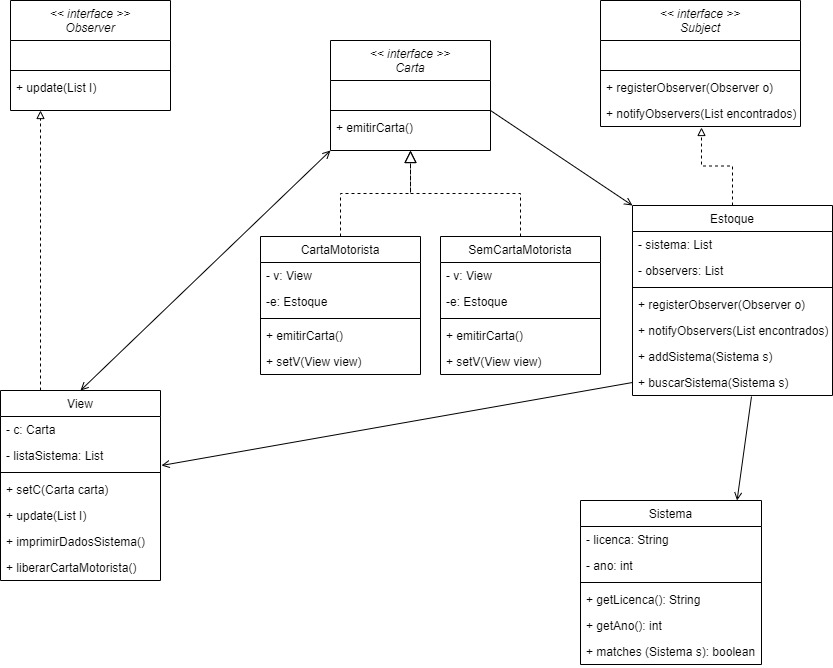 << interface >>
Observer
+ update(List l)
<< interface >>
Carta
+ emitirCarta()
<< interface >>
Subject
+ registerObserver(Observer o)
+ notifyObservers(List encontrados)
CartaMotorista
- v: View
-e: Estoque
+ emitirCarta()
+ setV(View view)
SemCartaMotorista
- v: View
-e: Estoque
+ emitirCarta()
+ setV(View view)
Estoque
- sistema: List
- observers: List
+ registerObserver(Observer o)
+ notifyObservers(List encontrados)
+ addSistema(Sistema s)
+ buscarSistema(Sistema s)
View
- c: Carta
- listaSistema: List
+ setC(Carta carta)
+ update(List l)
+ imprimirDadosSistema()
+ liberarCartaMotorista()
Sistema
- licenca: String
- ano: int
+ getLicenca(): String
+ getAno(): int
+ matches (Sistema s): boolean